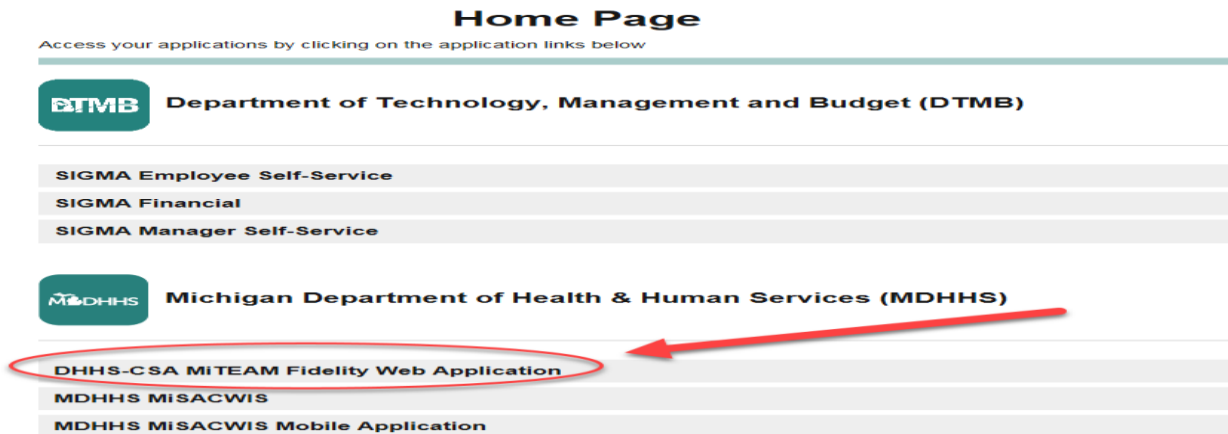 Home Page
Access your applications by clicking on the application links below
DTMB Department of Technology, Management and Budget (DTMB)
SIGMA Employee Self-Service
SIGMA Financial
SIGMA Manager Self-Service
MDHHS Michigan Department of Health & Human Services (MDHHS)
DHHS-CSA MiTEAM Fidelity Web Application
MDHHS MiSACWIS
MDHHS MiSACWIS Mobile Application